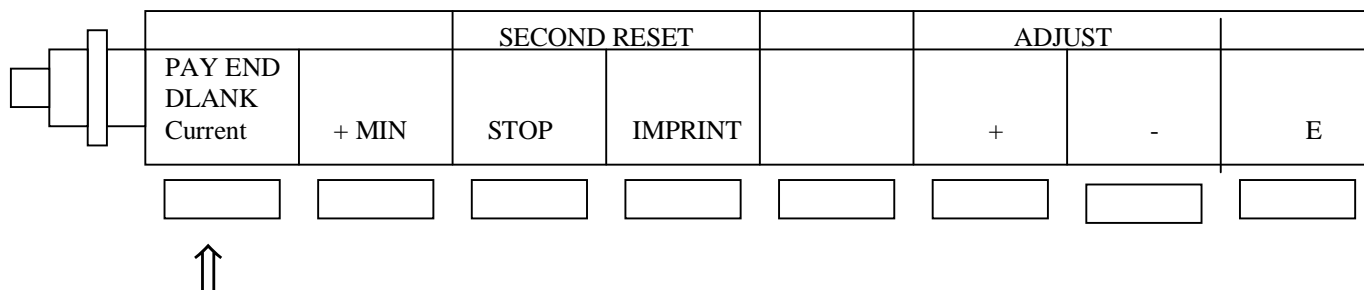 SECOND RESET ADJUST
PAY END
DLANK
Current + MIN STOP IMPRINT + - E